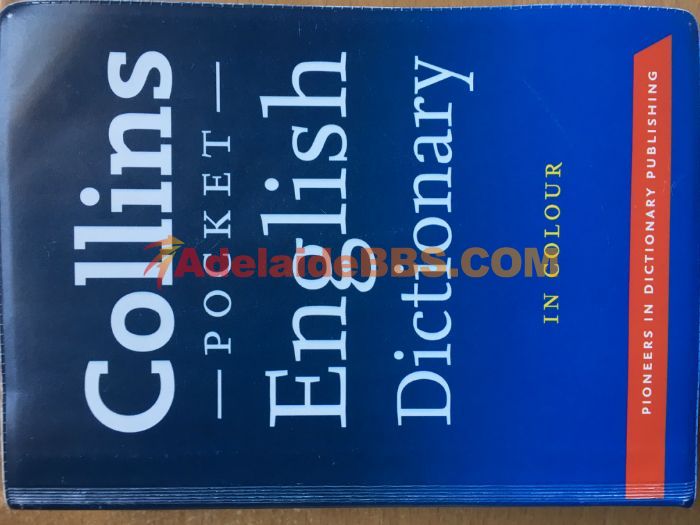 Collins
POCKET
English
Dictionary
IN COLOUR
PIONEERS IN DICTIONARY PUBLISHING
AdelaideBBS.COM